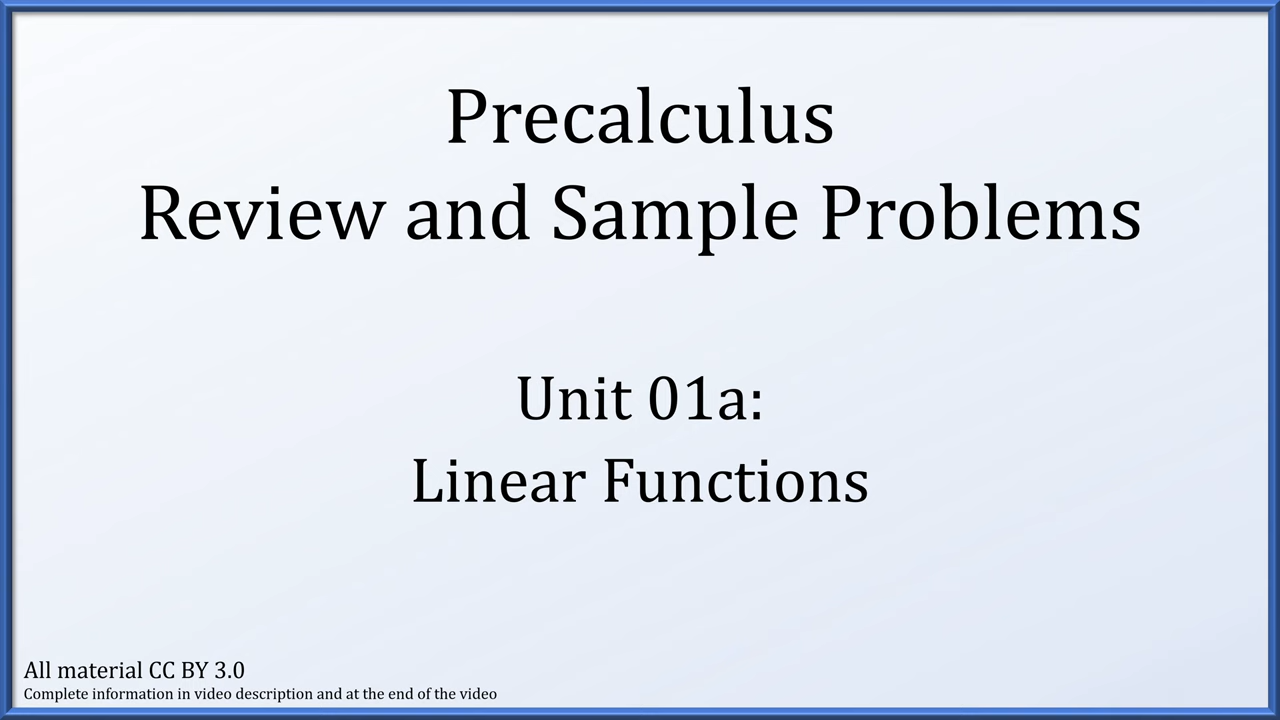 Precalculus
Review and Sample Problems
Unit 01a:
Linear Functions
All material CC BY 3.0
Complete information in video description and at the end of the video